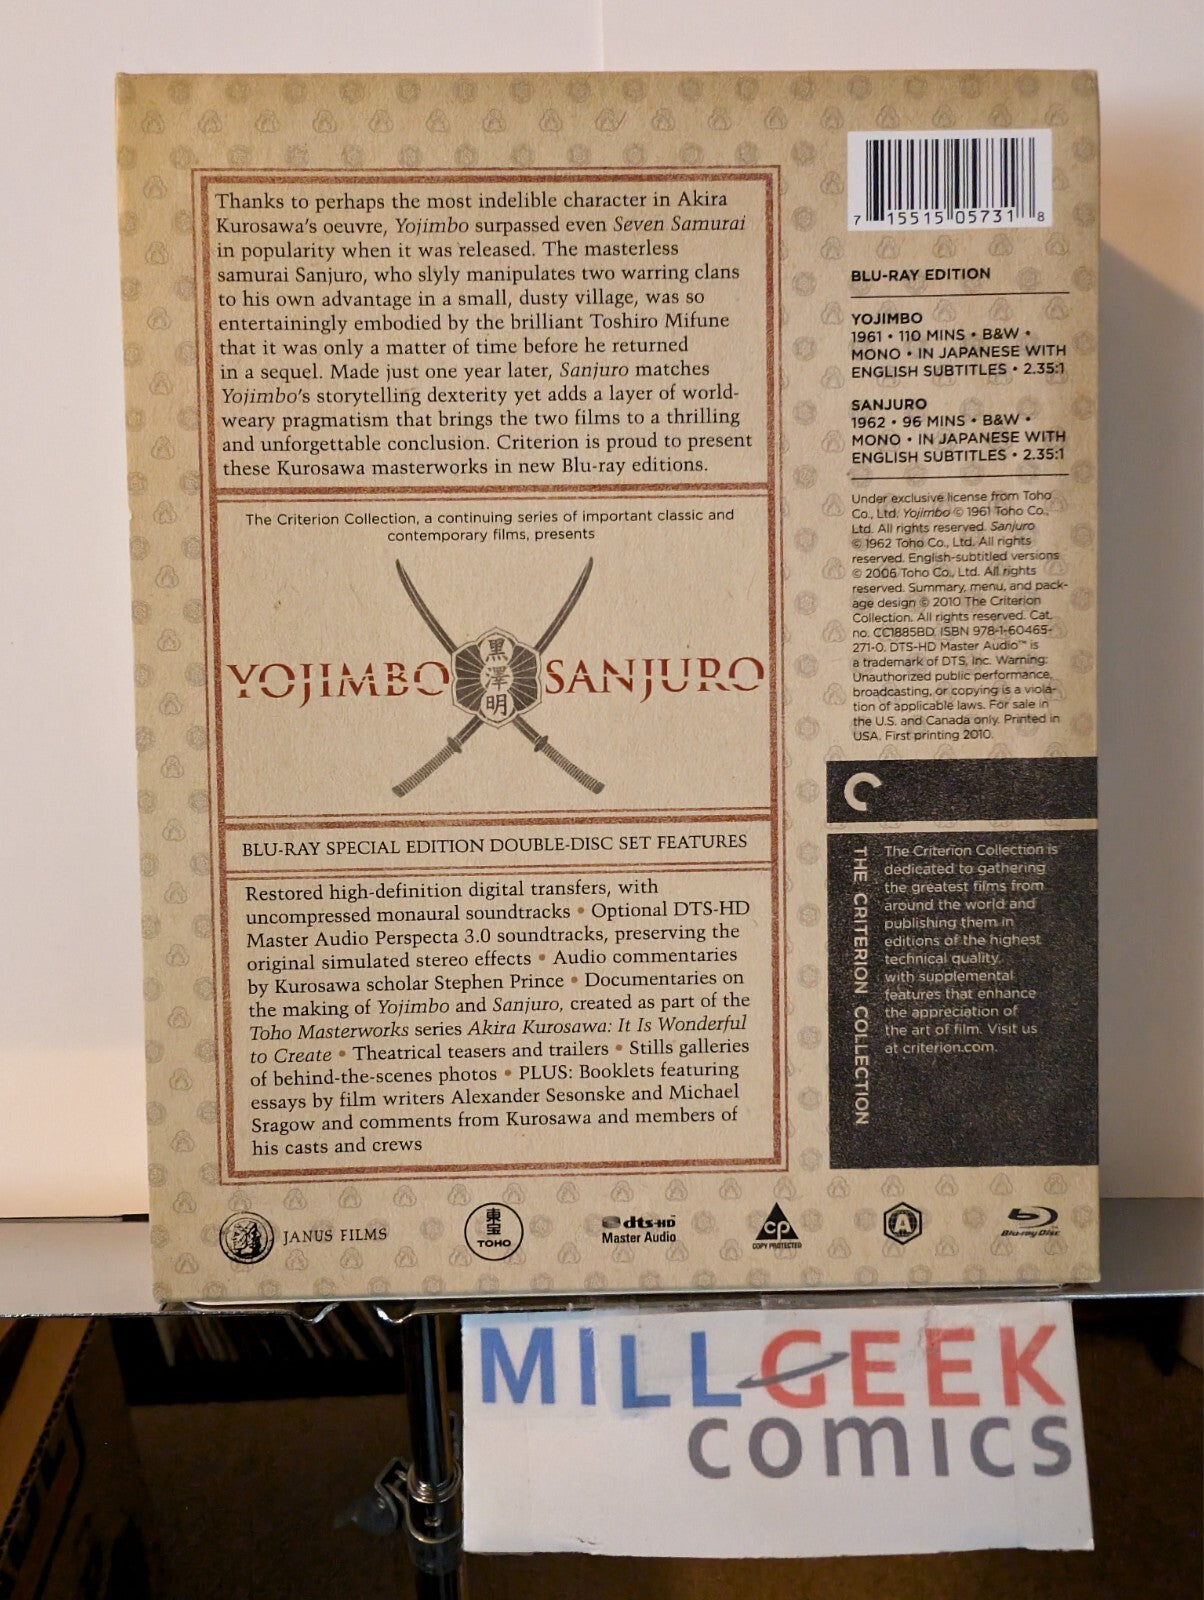 Thanks to perhaps the most indelible character in Akira
Kurosawa's oeuvre, Yojimbo surpassed even Seven Samurai
in popularity when it was released. The masterless
samurai Sanjuro, who slyly manipulates two warring clans
to his own advantage in a small, dusty village, was so
entertainingly embodied by the brilliant Toshiro Mifune
that it was only a matter of time before he returned
in a sequel. Made just one year later, Sanjuro matches
Yojimbo's storytelling dexterity yet adds a layer of world-
weary pragmatism that brings the two films to a thrilling
and unforgettable conclusion. Criterion is proud to present
these Kurosawa masterworks in new Blu-ray editions.
The Criterion Collection, a continuing series of important classic and
contemporary films, presents
YOJIMBO 黒澤明 SANJURO
BLU-RAY SPECIAL EDITION DOUBLE-DISC SET FEATURES
Restored high-definition digital transfers, with
uncompressed monaural soundtracks • Optional DTS-HD
Master Audio Perspecta 3.0 soundtracks, preserving the
original simulated stereo effects • Audio commentaries
by Kurosawa scholar Stephen Prince • Documentaries on
the making of Yojimbo and Sanjuro, created as part of the
Toho Masterworks series Akira Kurosawa: It Is Wonderful
to Create • Theatrical teasers and trailers • Stills galleries
of behind-the-scenes photos • PLUS: Booklets featuring
essays by film writers Alexander Sesonske and Michael
Sragow and comments from Kurosawa and members of
his casts and crews
7 15515 05731 8
BLU-RAY EDITION
YOJIMBO
1961 • 110 MINS • B&W •
MONO • IN JAPANESE WITH
ENGLISH SUBTITLES • 2.35:1
SANJURO
1962 • 96 MINS • B&W •
MONO • IN JAPANESE WITH
ENGLISH SUBTITLES • 2.35:1
Under exclusive license from Toho
Co., Ltd. Yojimbo © 1961 Toho Co.,
Ltd. All rights reserved. Sanjuro
© 1962 Toho Co., Ltd. All rights
reserved. English-subtitled versions
© 2006 Toho Co., Ltd. All rights
reserved. Summary, menu, and pack-
age design © 2010 The Criterion
Collection. All rights reserved. Cat.
no. CC1885BD. ISBN 978-1-60465-
271-0. DTS-HD Master Audio™ is
a trademark of DTS, Inc. Warning:
Unauthorized public performance,
broadcasting, or copying is a viola-
tion of applicable laws. For sale in
the U.S. and Canada only. Printed in
USA. First printing 2010.
THE CRITERION COLLECTION
The Criterion Collection is
dedicated to gathering
the greatest films from
around the world and
publishing them in
editions of the highest
technical quality,
with supplemental
features that enhance
the appreciation of
the art of film. Visit us
at criterion.com.
JANUS FILMS
東宝
TOHO
dts-HD™
Master Audio
CP
COPY PROTECTED
A
Blu-ray Disc
MILLGEEK
comics